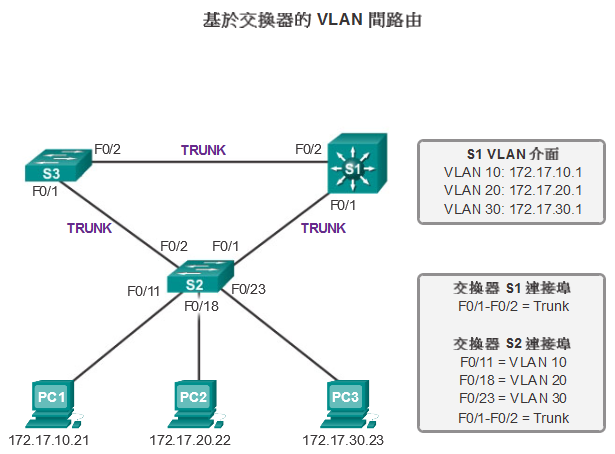 基於交換器的 VLAN 間路由
F0/2
TRUNK
F0/2
S3
S1
F0/1
F0/1
TRUNK
TRUNK
F0/2
F0/1
S2
F0/11
F0/18
F0/23
PC1
PC2
PC3
172.17.10.21
172.17.20.22
172.17.30.23
S1 VLAN 介面
VLAN 10: 172.17.10.1
VLAN 20: 172.17.20.1
VLAN 30: 172.17.30.1
交換器 S1 連接埠
F0/1-F0/2 = Trunk
交換器 S2 連接埠
F0/11 = VLAN 10
F0/18 = VLAN 20
F0/23 = VLAN 30
F0/1-F0/2 = Trunk